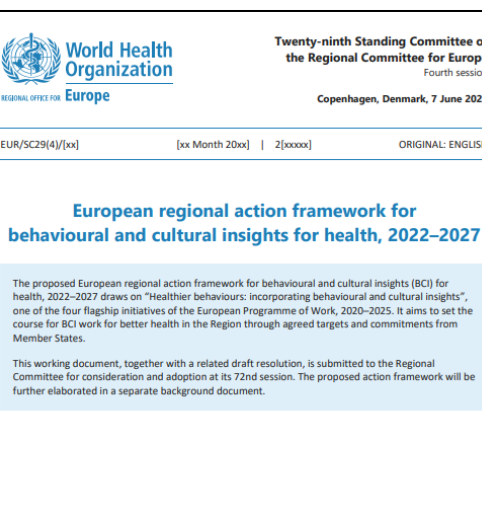 World Health
Organization
REGIONAL OFFICE FOR Europe
Twenty-ninth Standing Committee o
the Regional Committee for Europ
Fourth sessio
Copenhagen, Denmark, 7 June 202
EUR/SC29(4)/[xx]
[xx Month 20xx] | 2[xxxxx]
ORIGINAL: ENGLIS
European regional action framework for
behavioural and cultural insights for health, 2022–2027
The proposed European regional action framework for behavioural and cultural insights (BCI) for
health, 2022–2027 draws on “Healthier behaviours: incorporating behavioural and cultural insights”,
one of the four flagship initiatives of the European Programme of Work, 2020–2025. It aims to set the
course for BCI work for better health in the Region through agreed targets and commitments from
Member States.
This working document, together with a related draft resolution, is submitted to the Regional
Committee for consideration and adoption at its 72nd session. The proposed action framework will be
further elaborated in a separate background document.